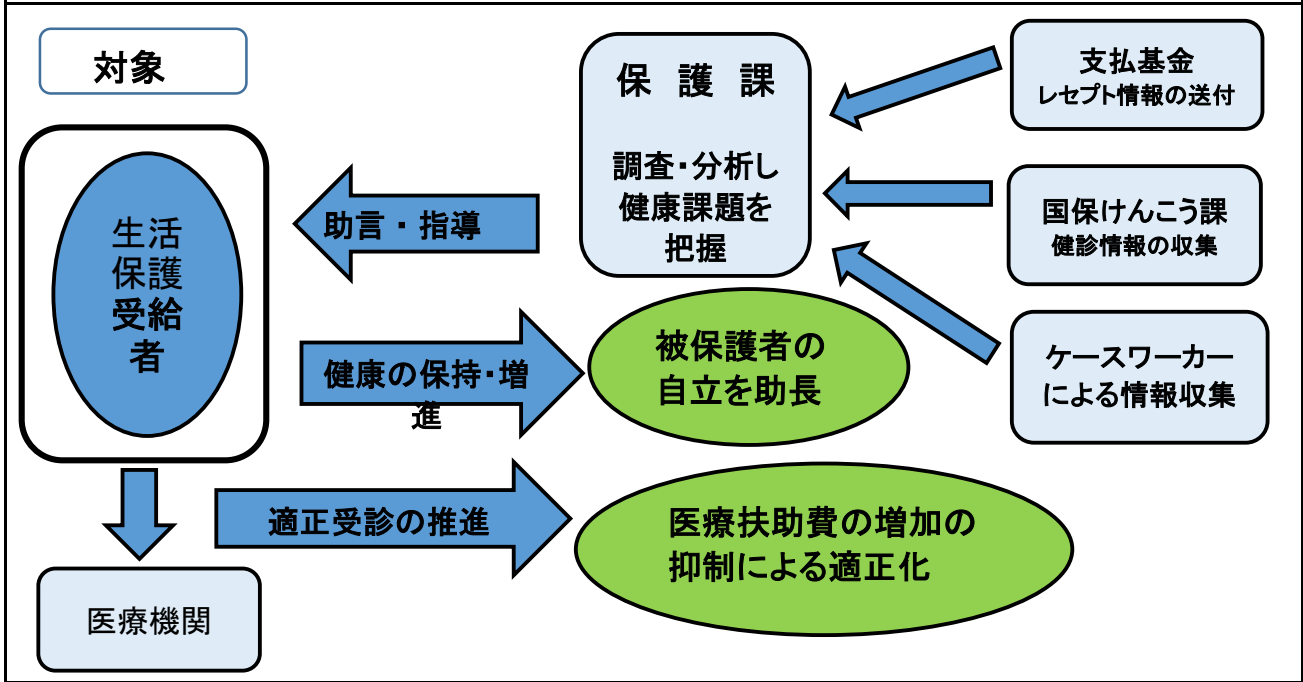 対象
生活
保護
受給
者
助言・指導
保護課
調査・分析し
健康課題を
把握
支払基金
レセプト情報の送付
国保けんこう課
健診情報の収集
ケースワーカー
による情報収集
健康の保持・増
進
被保護者の
自立を助長
適正受診の推進
医療扶助費の増加の
抑制による適正化
医療機関